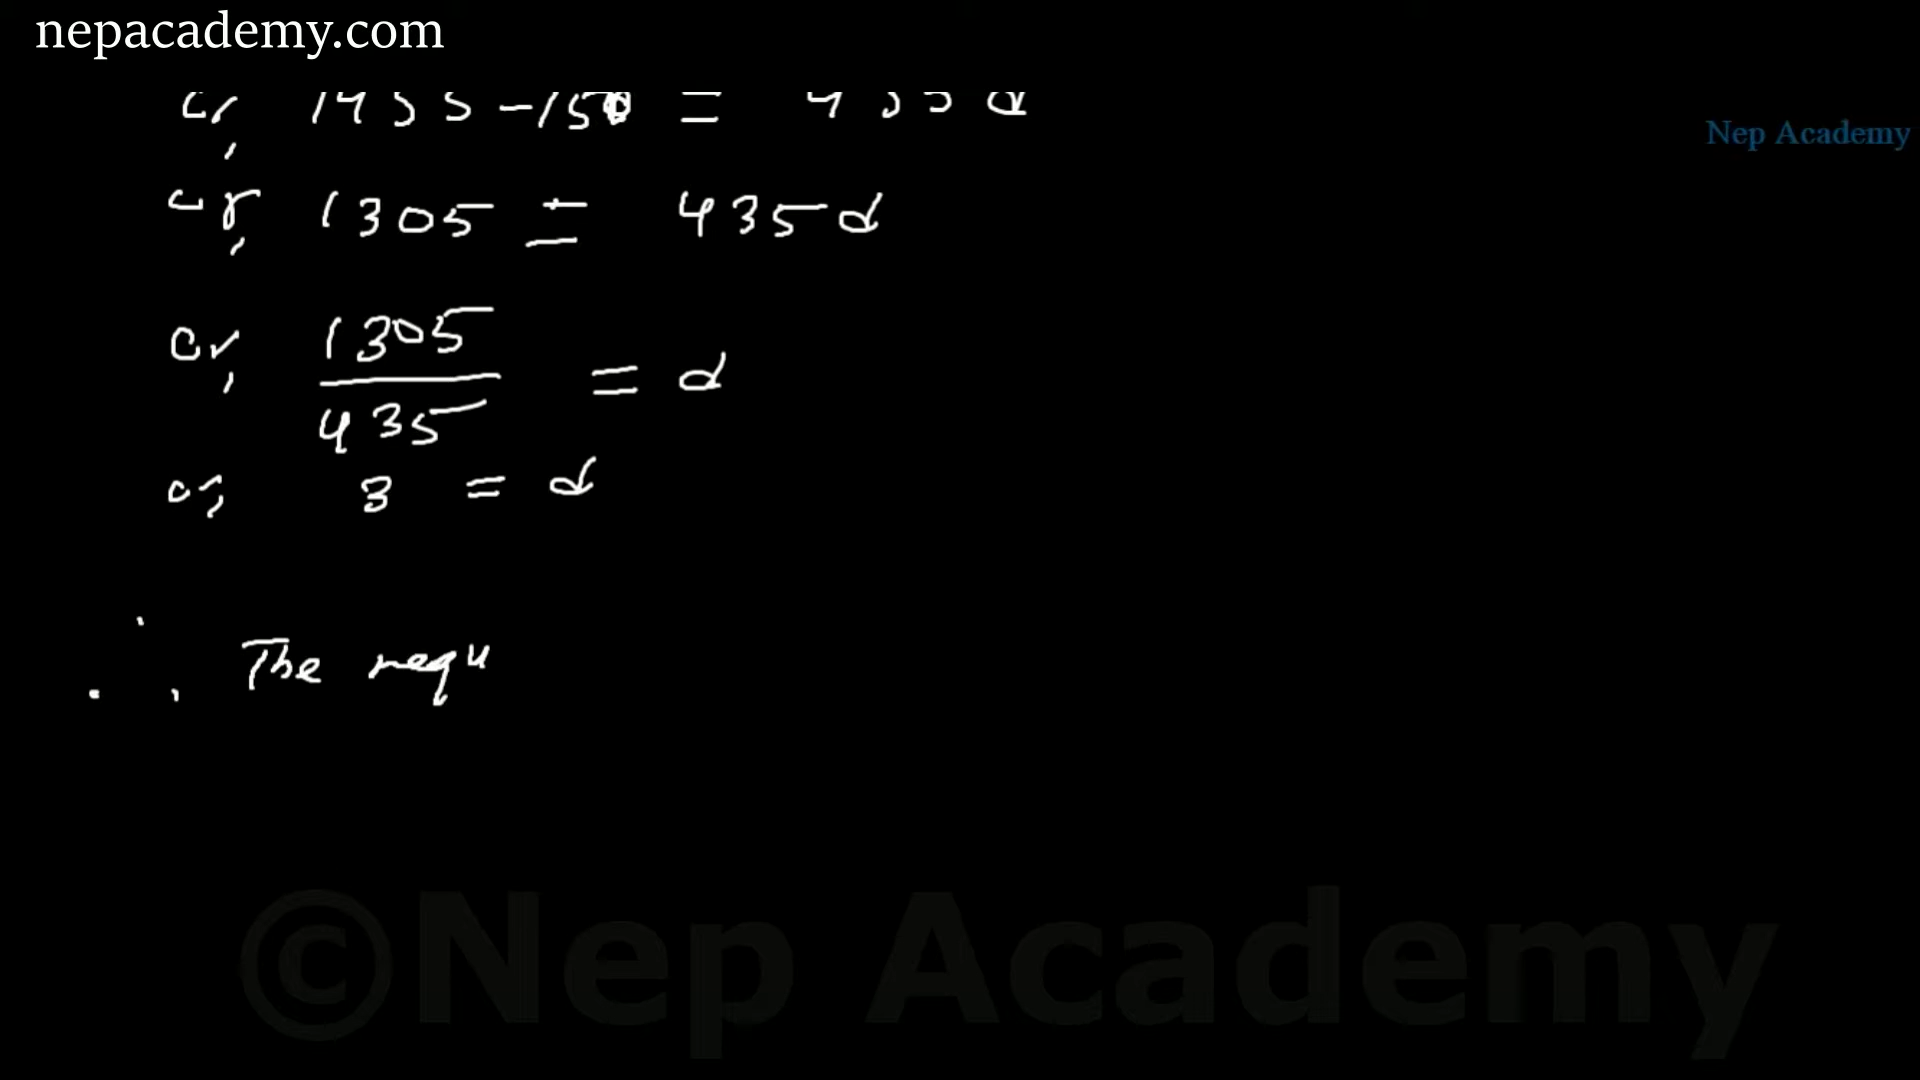 nepacademy.com
or, 1455 - 150 = 435d
Nep Academy
or, 1305 = 435d
or, 1305/435 = d
or, 3 = d
∴ The requ
©Nep Academy